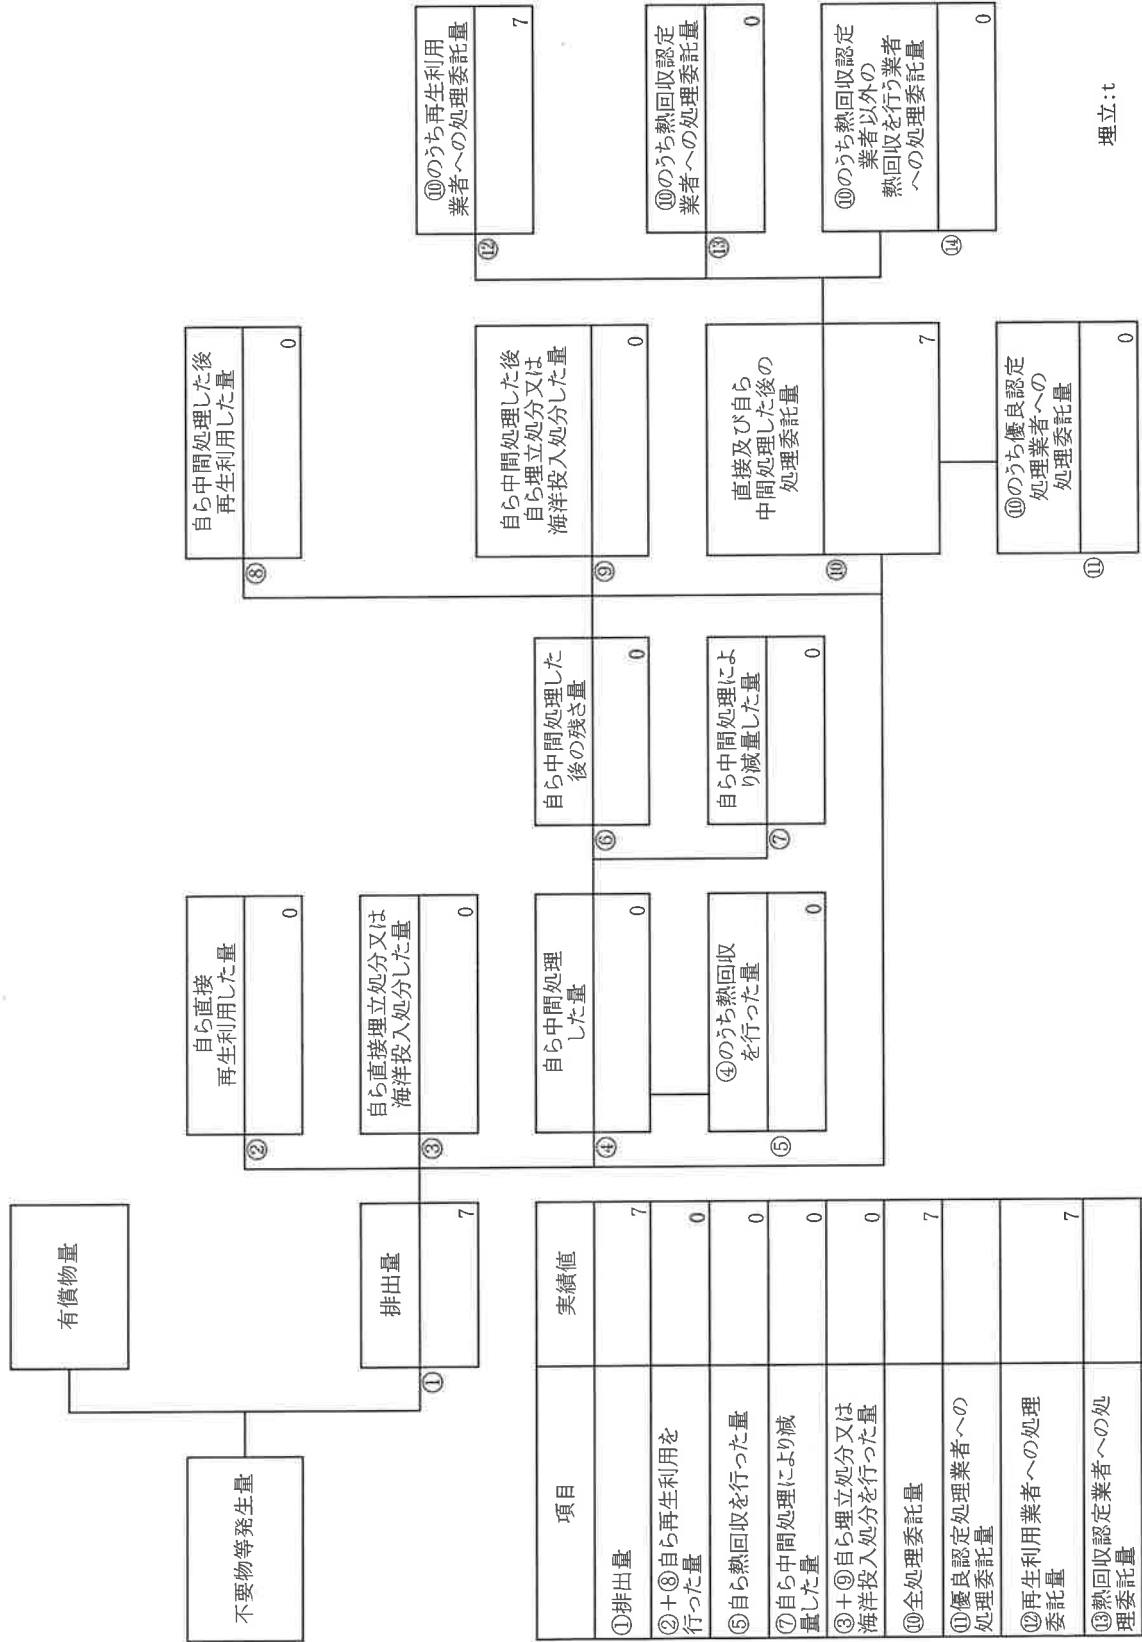 不要物等発生量
有償物量
排出量
①
7
自ら直接
再生利用した量
②
0
自ら直接埋立処分又は
海洋投入処分した量
③
0
自ら中間処理
した量
④
0
④のうち熱回収
を行った量
⑤
0
自ら中間処理した
後の残さ量
⑥
0
自ら中間処理によ
り減量した量
⑦
0
自ら中間処理した後
再生利用した量
⑧
0
自ら中間処理した後
自ら埋立処分又は
海洋投入処分した量
⑨
0
直接及び自ら
中間処理した後の
処理委託量
⑩
7
⑩のうち優良認定
処理業者への
処理委託量
⑪
0
⑩のうち再生利用
業者への処理委託量
⑫
7
⑩のうち熱回収認定
業者への処理委託量
⑬
0
⑩のうち熱回収認定
業者以外の
熱回収を行う業者
への処理委託量
⑭
0
項目 実績値
①排出量 7
②+⑧自ら再生利用を
行った量 0
⑤自ら熱回収を行った量 0
⑦自ら中間処理により減
量した量 0
③+⑨自ら埋立処分又は
海洋投入処分を行った量 0
⑩全処理委託量 7
⑪優良認定処理業者への
処理委託量
⑫再生利用業者への処理
委託量 7
⑬熱回収認定業者への処
理委託量
埋立:t